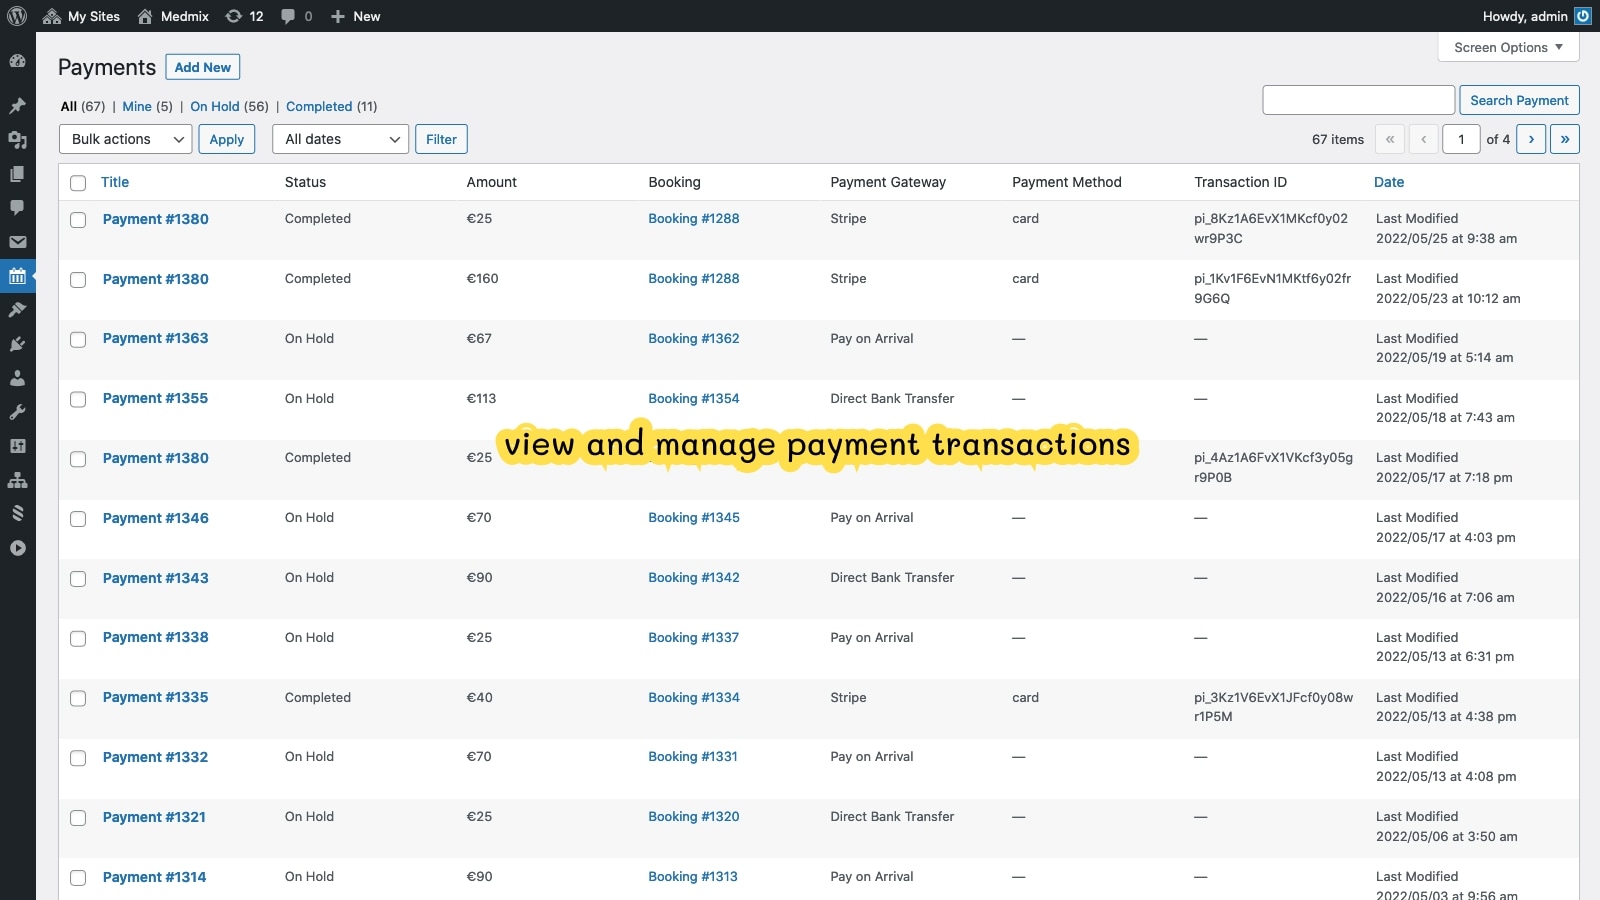 My Sites Medmix 12 0 New Howdy, admin
Screen Options ▼
Payments Add New
All (67) | Mine (5) | On Hold (56) | Completed (11)
Search Payment
Bulk actions Apply All dates Filter 67 items « ‹ 1 of 4 › »
Title Status Amount Booking Payment Gateway Payment Method Transaction ID Date
Payment #1380 Completed €25 Booking #1288 Stripe card pi_8Kz1A6EvX1MKcf0y02 Last Modified
wr9P3C 2022/05/25 at 9:38 am
Payment #1380 Completed €160 Booking #1288 Stripe card pi_1Kv1F6EvN1MKtf6y02fr Last Modified
9G6Q 2022/05/23 at 10:12 am
Payment #1363 On Hold €67 Booking #1362 Pay on Arrival — — Last Modified
2022/05/19 at 5:14 am
Payment #1355 On Hold €113 Booking #1354 Direct Bank Transfer — — Last Modified
2022/05/18 at 7:43 am
view and manage payment transactions
Payment #1380 Completed €25 pi_4Az1A6FvX1VKcf3y05g Last Modified
r9P0B 2022/05/17 at 7:18 pm
Payment #1346 On Hold €70 Booking #1345 Pay on Arrival — — Last Modified
2022/05/17 at 4:03 pm
Payment #1343 On Hold €90 Booking #1342 Direct Bank Transfer — — Last Modified
2022/05/16 at 7:06 am
Payment #1338 On Hold €25 Booking #1337 Pay on Arrival — — Last Modified
2022/05/13 at 6:31 pm
Payment #1335 Completed €40 Booking #1334 Stripe card pi_3Kz1V6EvX1JFcf0y08w Last Modified
r1P5M 2022/05/13 at 4:38 pm
Payment #1332 On Hold €70 Booking #1331 Pay on Arrival — — Last Modified
2022/05/13 at 4:08 pm
Payment #1321 On Hold €25 Booking #1320 Direct Bank Transfer — — Last Modified
2022/05/06 at 3:50 am
Payment #1314 On Hold €90 Booking #1313 Pay on Arrival — — Last Modified
2022/05/03 at 9:56 am